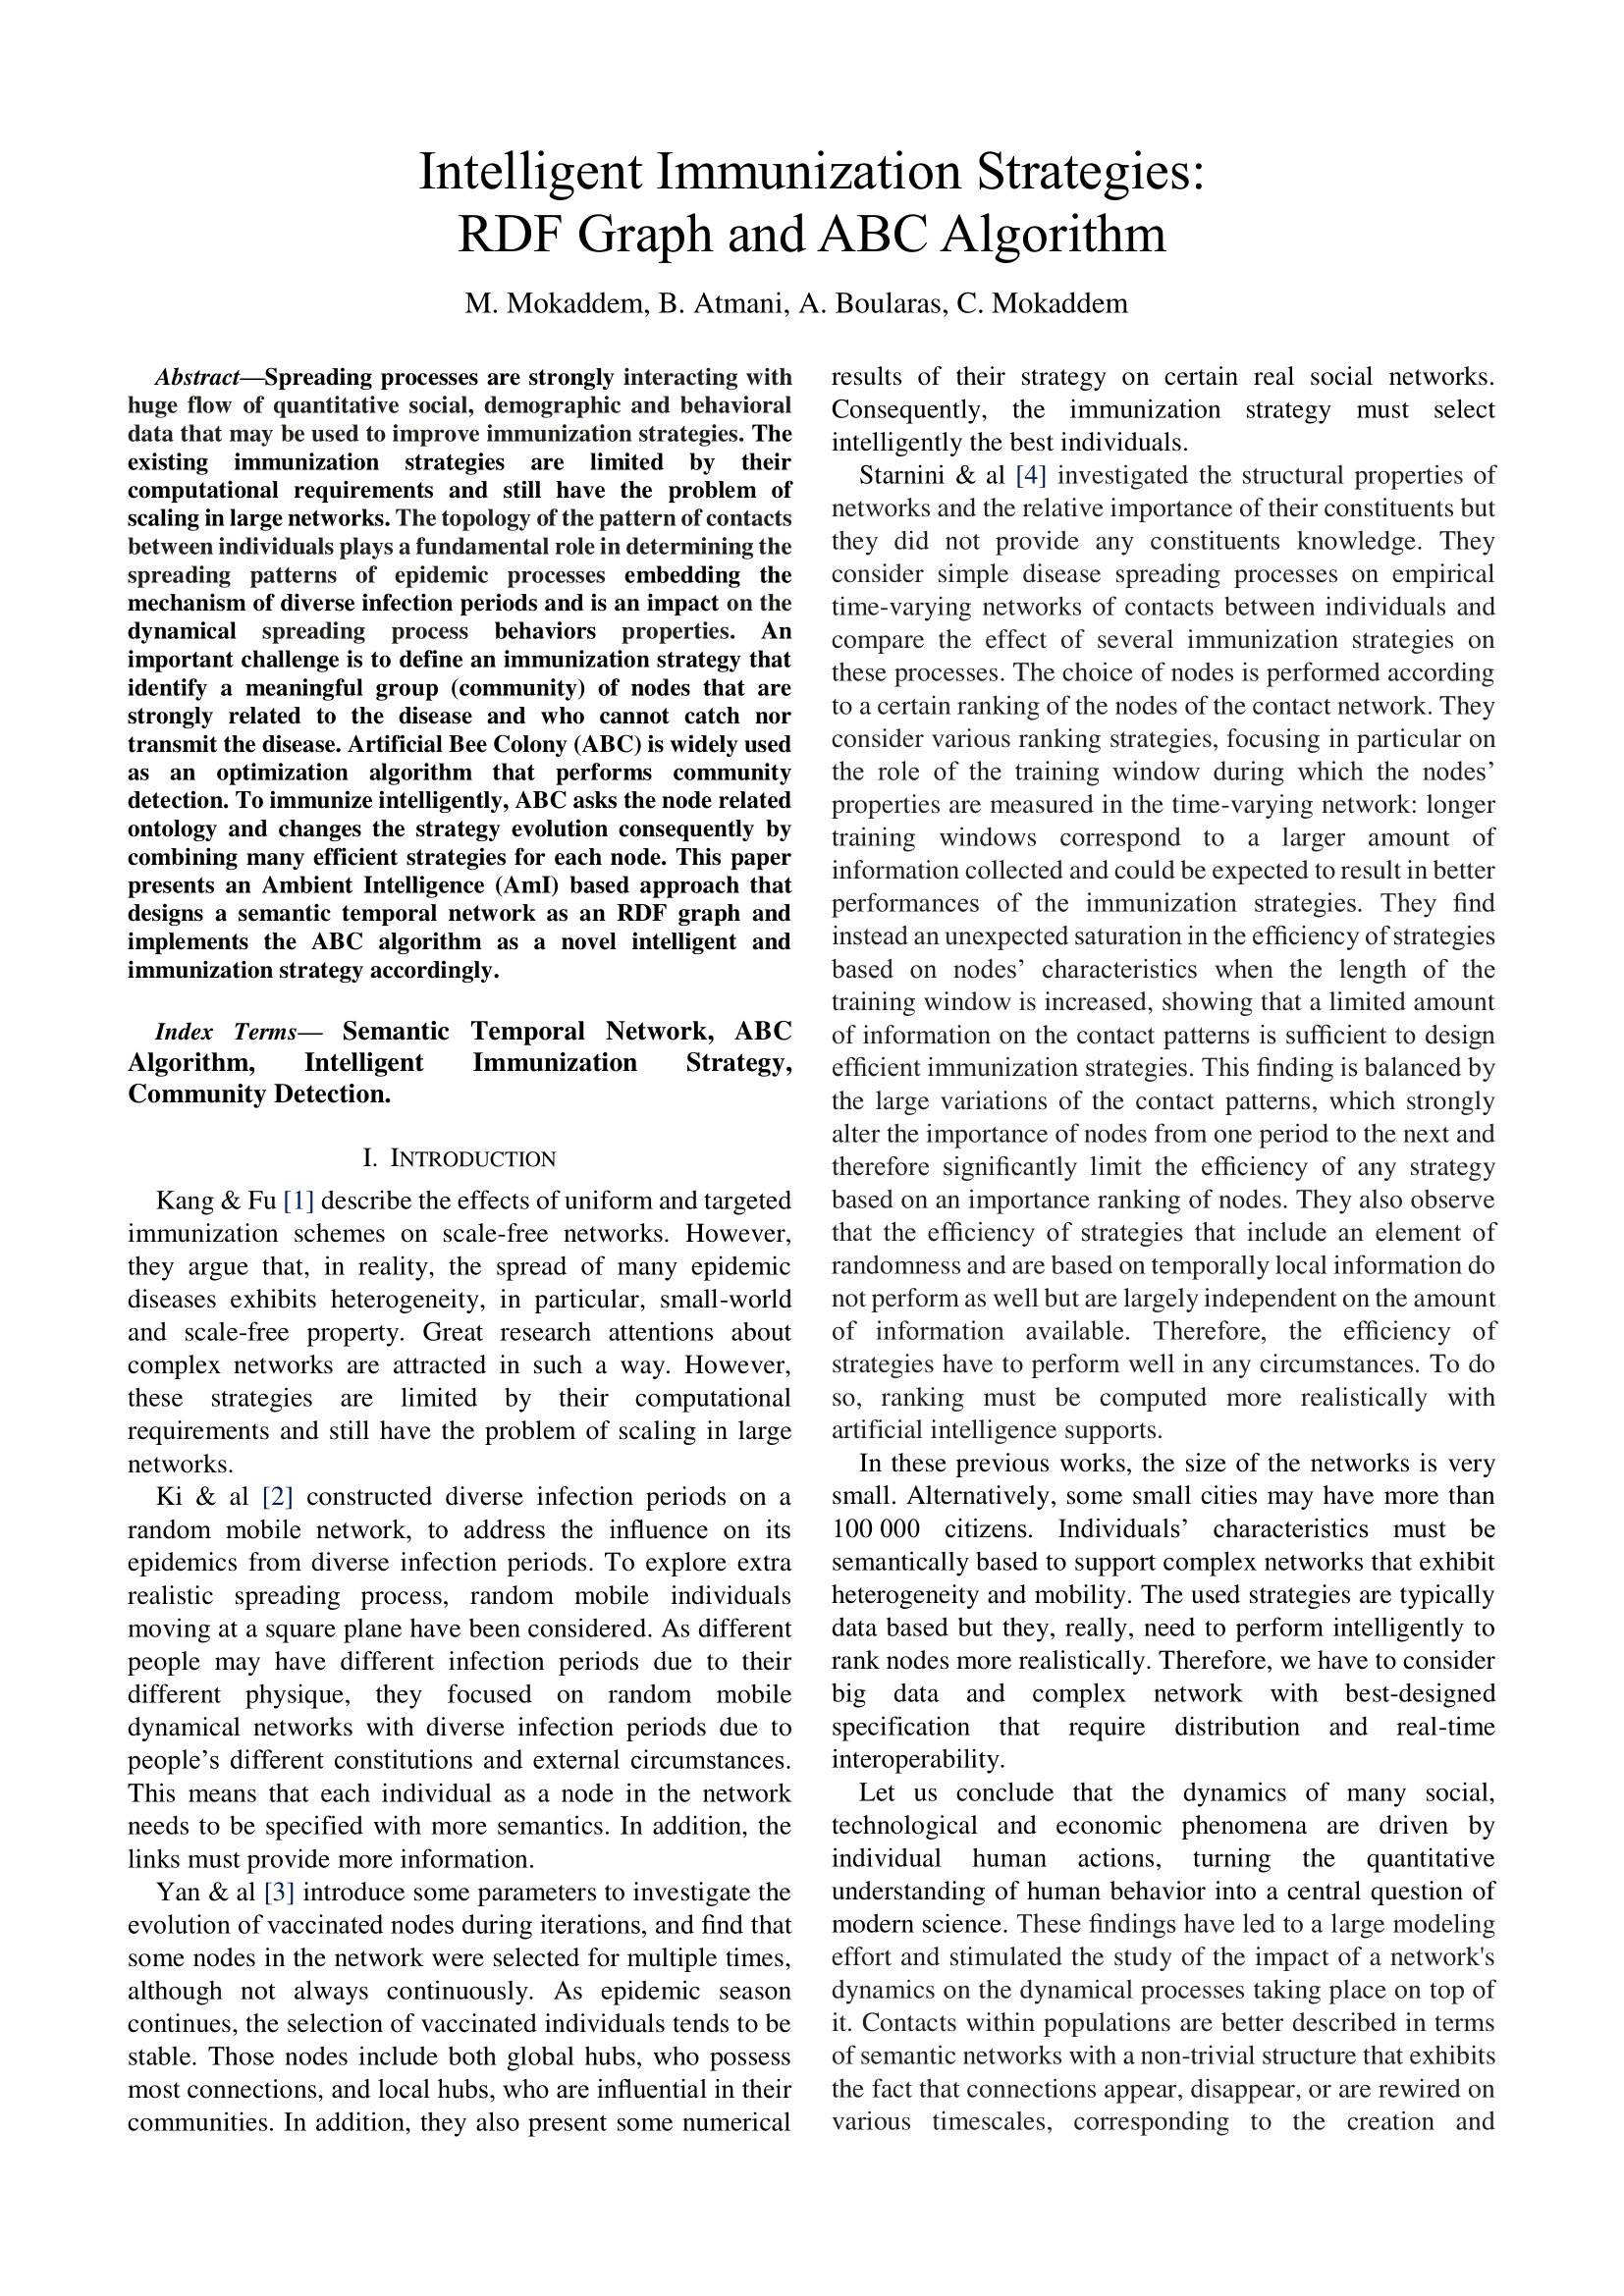 Intelligent Immunization Strategies:
RDF Graph and ABC Algorithm
M. Mokaddem, B. Atmani, A. Boularas, C. Mokaddem
Abstract—Spreading processes are strongly interacting with
huge flow of quantitative social, demographic and behavioral
data that may be used to improve immunization strategies. The
existing immunization strategies are limited by their
computational requirements and still have the problem of
scaling in large networks. The topology of the pattern of contacts
between individuals plays a fundamental role in determining the
spreading patterns of epidemic processes embedding the
mechanism of diverse infection periods and is an impact on the
dynamical spreading process behaviors properties. An
important challenge is to define an immunization strategy that
identify a meaningful group (community) of nodes that are
strongly related to the disease and who cannot catch nor
transmit the disease. Artificial Bee Colony (ABC) is widely used
as an optimization algorithm that performs community
detection. To immunize intelligently, ABC asks the node related
ontology and changes the strategy evolution consequently by
combining many efficient strategies for each node. This paper
presents an Ambient Intelligence (AmI) based approach that
designs a semantic temporal network as an RDF graph and
implements the ABC algorithm as a novel intelligent and
immunization strategy accordingly.
Index Terms— Semantic Temporal Network, ABC
Algorithm, Intelligent Immunization Strategy,
Community Detection.
I. INTRODUCTION
Kang & Fu [1] describe the effects of uniform and targeted
immunization schemes on scale-free networks. However,
they argue that, in reality, the spread of many epidemic
diseases exhibits heterogeneity, in particular, small-world
and scale-free property. Great research attentions about
complex networks are attracted in such a way. However,
these strategies are limited by their computational
requirements and still have the problem of scaling in large
networks.
Ki & al [2] constructed diverse infection periods on a
random mobile network, to address the influence on its
epidemics from diverse infection periods. To explore extra
realistic spreading process, random mobile individuals
moving at a square plane have been considered. As different
people may have different infection periods due to their
different physique, they focused on random mobile
dynamical networks with diverse infection periods due to
people’s different constitutions and external circumstances.
This means that each individual as a node in the network
needs to be specified with more semantics. In addition, the
links must provide more information.
Yan & al [3] introduce some parameters to investigate the
evolution of vaccinated nodes during iterations, and find that
some nodes in the network were selected for multiple times,
although not always continuously. As epidemic season
continues, the selection of vaccinated individuals tends to be
stable. Those nodes include both global hubs, who possess
most connections, and local hubs, who are influential in their
communities. In addition, they also present some numerical
results of their strategy on certain real social networks.
Consequently, the immunization strategy must select
intelligently the best individuals.
Starnini & al [4] investigated the structural properties of
networks and the relative importance of their constituents but
they did not provide any constituents knowledge. They
consider simple disease spreading processes on empirical
time-varying networks of contacts between individuals and
compare the effect of several immunization strategies on
these processes. The choice of nodes is performed according
to a certain ranking of the nodes of the contact network. They
consider various ranking strategies, focusing in particular on
the role of the training window during which the nodes’
properties are measured in the time-varying network: longer
training windows correspond to a larger amount of
information collected and could be expected to result in better
performances of the immunization strategies. They find
instead an unexpected saturation in the efficiency of strategies
based on nodes’ characteristics when the length of the
training window is increased, showing that a limited amount
of information on the contact patterns is sufficient to design
efficient immunization strategies. This finding is balanced by
the large variations of the contact patterns, which strongly
alter the importance of nodes from one period to the next and
therefore significantly limit the efficiency of any strategy
based on an importance ranking of nodes. They also observe
that the efficiency of strategies that include an element of
randomness and are based on temporally local information do
not perform as well but are largely independent on the amount
of information available. Therefore, the efficiency of
strategies have to perform well in any circumstances. To do
so, ranking must be computed more realistically with
artificial intelligence supports.
In these previous works, the size of the networks is very
small. Alternatively, some small cities may have more than
100 000 citizens. Individuals’ characteristics must be
semantically based to support complex networks that exhibit
heterogeneity and mobility. The used strategies are typically
data based but they, really, need to perform intelligently to
rank nodes more realistically. Therefore, we have to consider
big data and complex network with best-designed
specification that require distribution and real-time
interoperability.
Let us conclude that the dynamics of many social,
technological and economic phenomena are driven by
individual human actions, turning the quantitative
understanding of human behavior into a central question of
modern science. These findings have led to a large modeling
effort and stimulated the study of the impact of a network's
dynamics on the dynamical processes taking place on top of
it. Contacts within populations are better described in terms
of semantic networks with a non-trivial structure that exhibits
the fact that connections appear, disappear, or are rewired on
various timescales, corresponding to the creation and